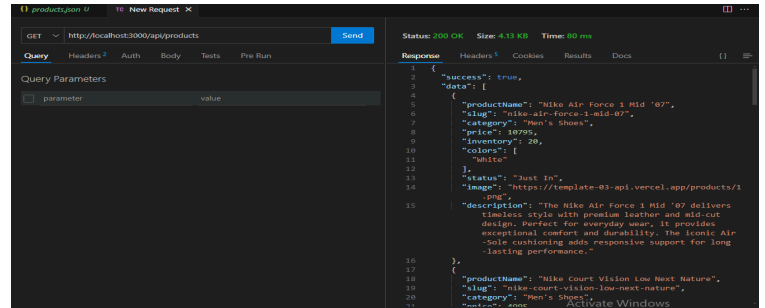 {} products.json U TC New Request ×
GET http://localhost:3000/api/products Send
Query Headers 2 Auth Body Tests Pre Run
Query Parameters
parameter value
Status: 200 OK Size: 4.13 KB Time: 80 ms
Response Headers 5 Cookies Results Docs {}
1 {
2 "success": true,
3 "data": [
4 {
5 "productName": "Nike Air Force 1 Mid '07",
6 "slug": "nike-air-force-1-mid-07",
7 "category": "Men's Shoes",
8 "price": 10795,
9 "inventory": 20,
10 "colors": [
11 "White"
12 ],
13 "status": "Just In",
14 "image": "https://template-03-api.vercel.app/products/1
.png",
15 "description": "The Nike Air Force 1 Mid '07 delivers
timeless style with premium leather and mid-cut
design. Perfect for everyday wear, it provides
exceptional comfort and durability. The iconic Air
-Sole cushioning adds responsive support for long
-lasting performance."
16 },
17 {
18 "productName": "Nike Court Vision Low Next Nature",
19 "slug": "nike-court-vision-low-next-nature",
20 "category": "Men's Shoes",
21 "price": 4995,
Activate Windows